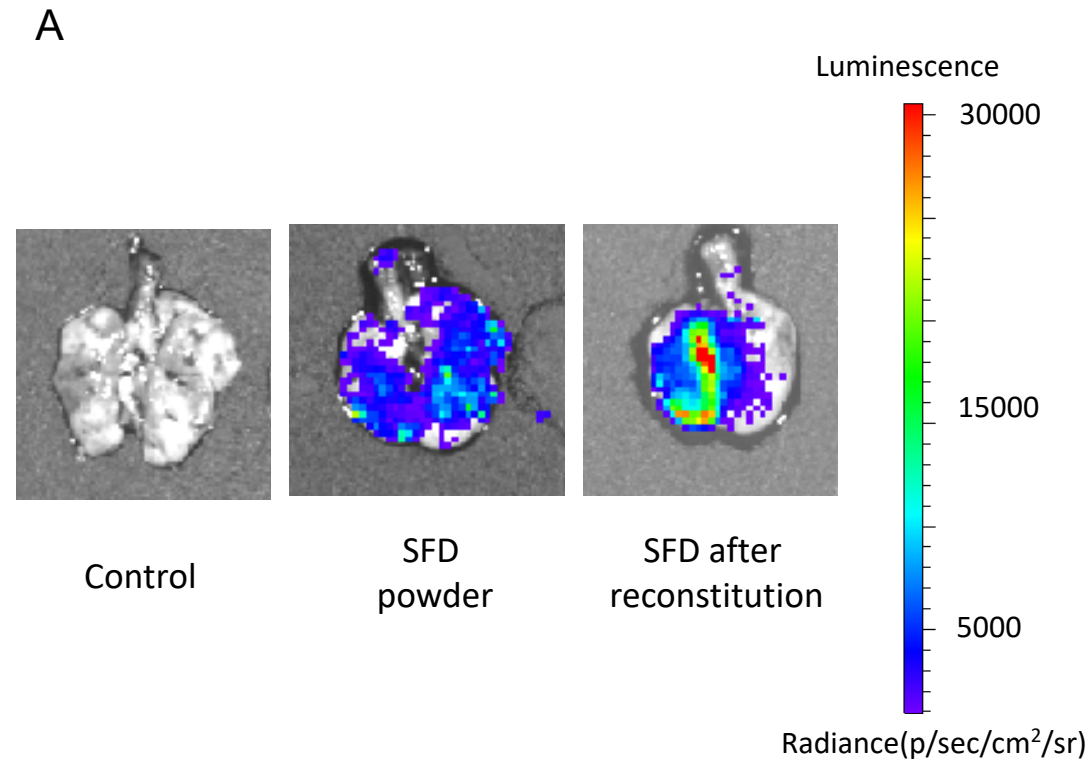 A
Luminescence
30000
15000
5000
Radiance(p/sec/cm²/sr)
Control
SFD
powder
SFD after
reconstitution